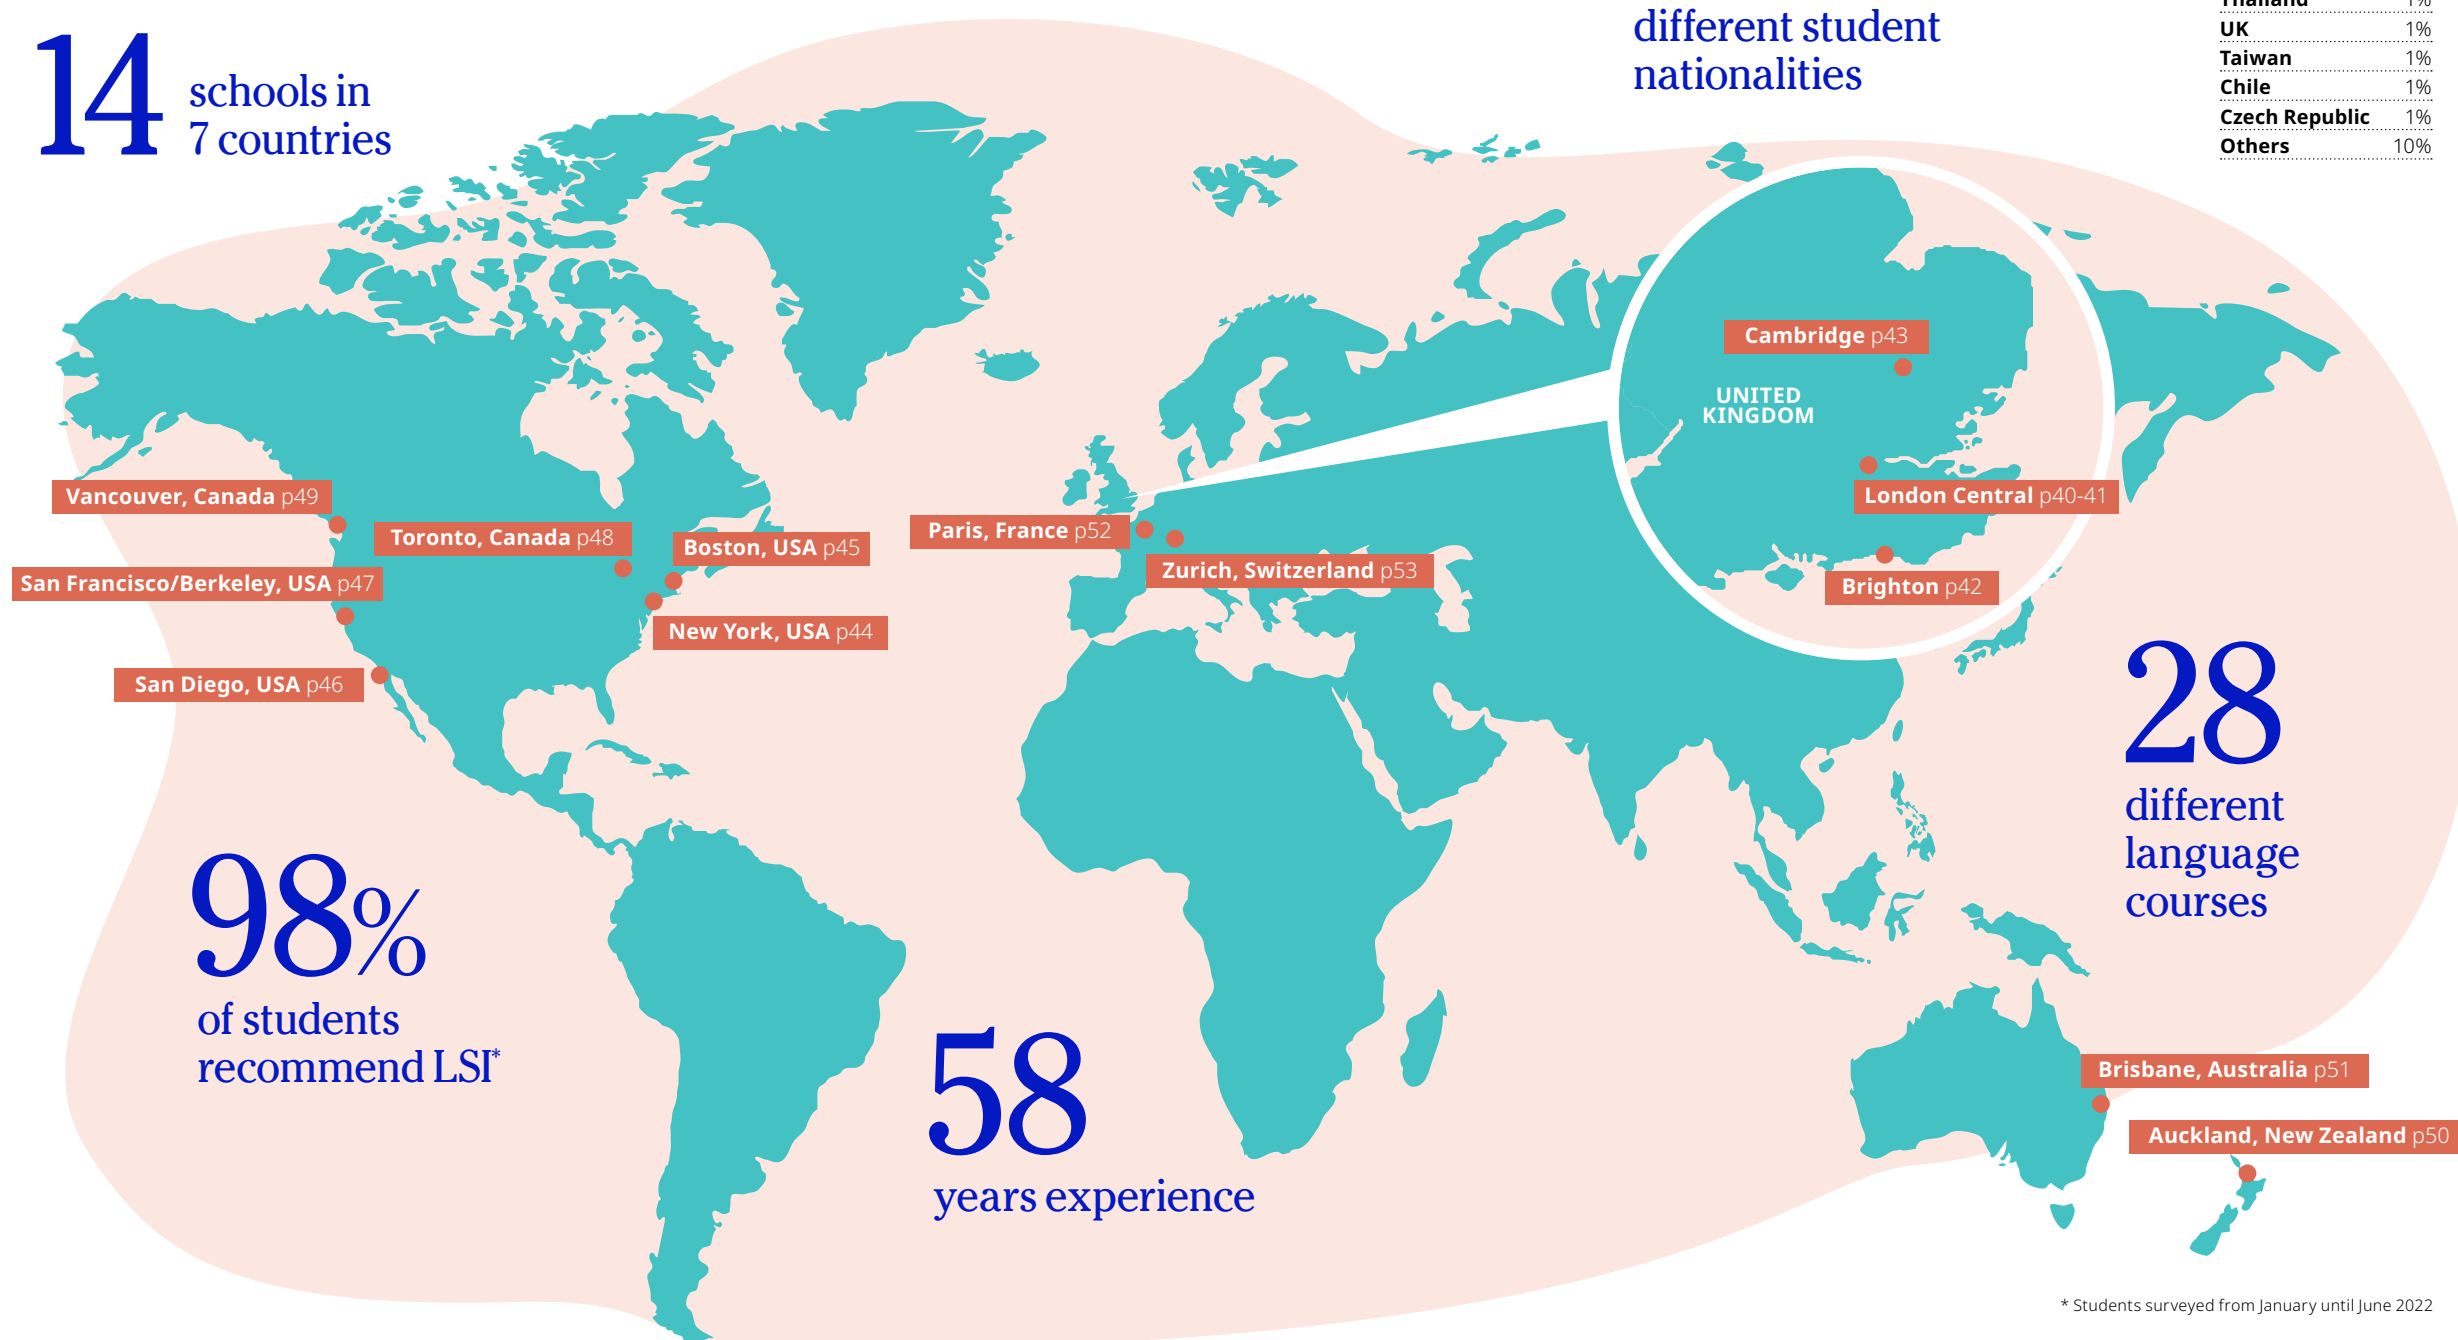 14
schools in
7 countries
different student
nationalities
Thailand 1%
UK 1%
Taiwan 1%
Chile 1%
Czech Republic 1%
Others 10%
Cambridge p43
UNITED
KINGDOM
London Central p40-41
Brighton p42
Vancouver, Canada p49
Toronto, Canada p48
Boston, USA p45
San Francisco/Berkeley, USA p47
New York, USA p44
San Diego, USA p46
Paris, France p52
Zurich, Switzerland p53
28
different
language
courses
98%
of students
recommend LSI*
58
years experience
Brisbane, Australia p51
Auckland, New Zealand p50
* Students surveyed from January until June 2022